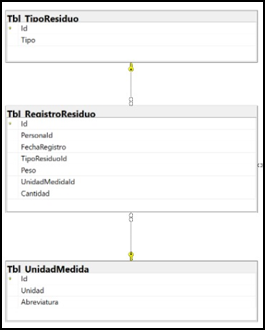 Tbl_TipoResiduo
Id
Tipo
Tbl_RegistroResiduo
Id
PersonaId
FechaRegistro
TipoResiduoId
Peso
UnidadMedidaId
Cantidad
Tbl_UnidadMedida
Id
Unidad
Abreviatura